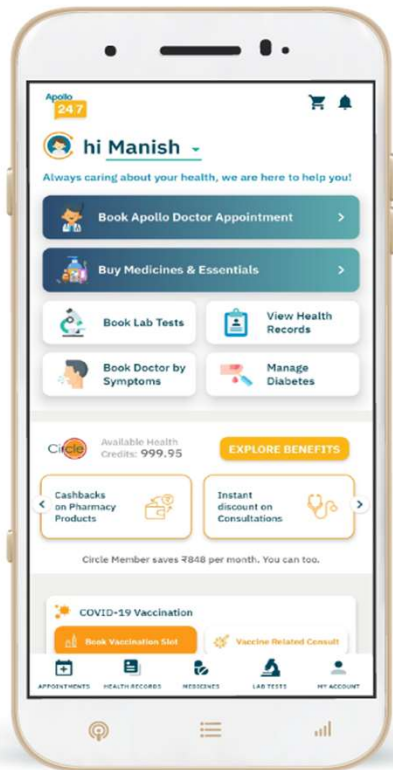 Apollo
24|7
hi Manish
Always caring about your health, we are here to help you!
Book Apollo Doctor Appointment
Buy Medicines & Essentials
Book Lab Tests
View Health
Records
Book Doctor by
Symptoms
Manage
Diabetes
Circle
Available Health
Credits: 999.95
EXPLORE BENEFITS
Cashbacks
on Pharmacy
Products
Instant
discount on
Consultations
Circle Member saves ₹848 per month. You can too.
COVID-19 Vaccination
Book Vaccination Slot
Vaccine Related Consult
APPOINTMENTS
HEALTH RECORDS
MEDICINES
LAB TESTS
MY ACCOUNT